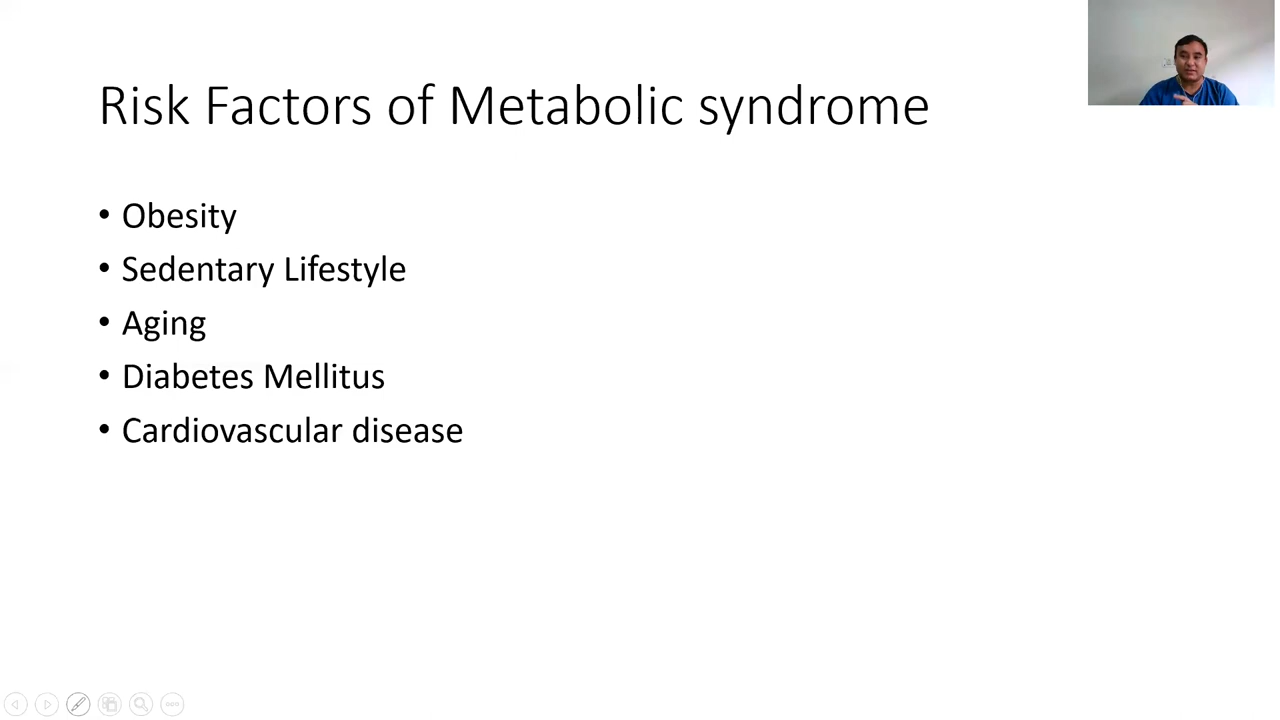 Risk Factors of Metabolic syndrome
• Obesity
• Sedentary Lifestyle
• Aging
• Diabetes Mellitus
• Cardiovascular disease